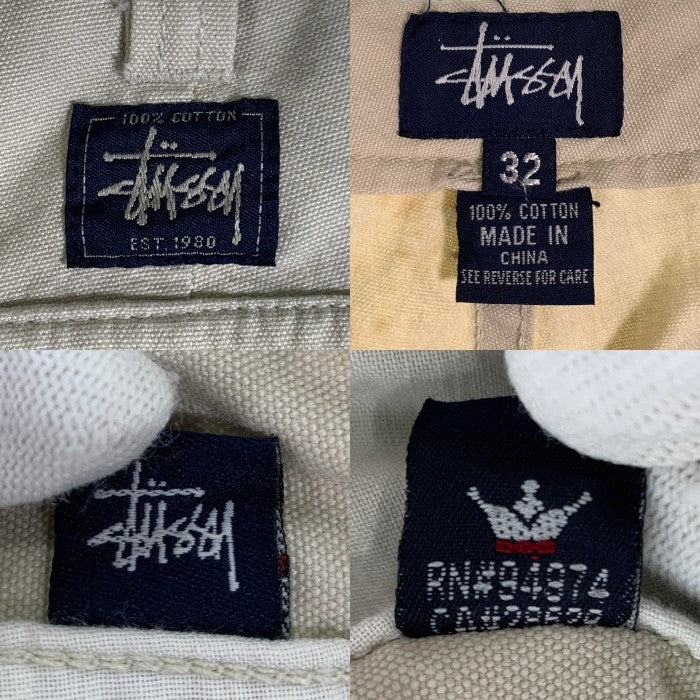 100% COTTON
STÜSSY
EST. 1980
STÜSSY
32
100% COTTON
MADE IN
CHINA
SEE REVERSE FOR CARE
STÜSSY
RN#94974